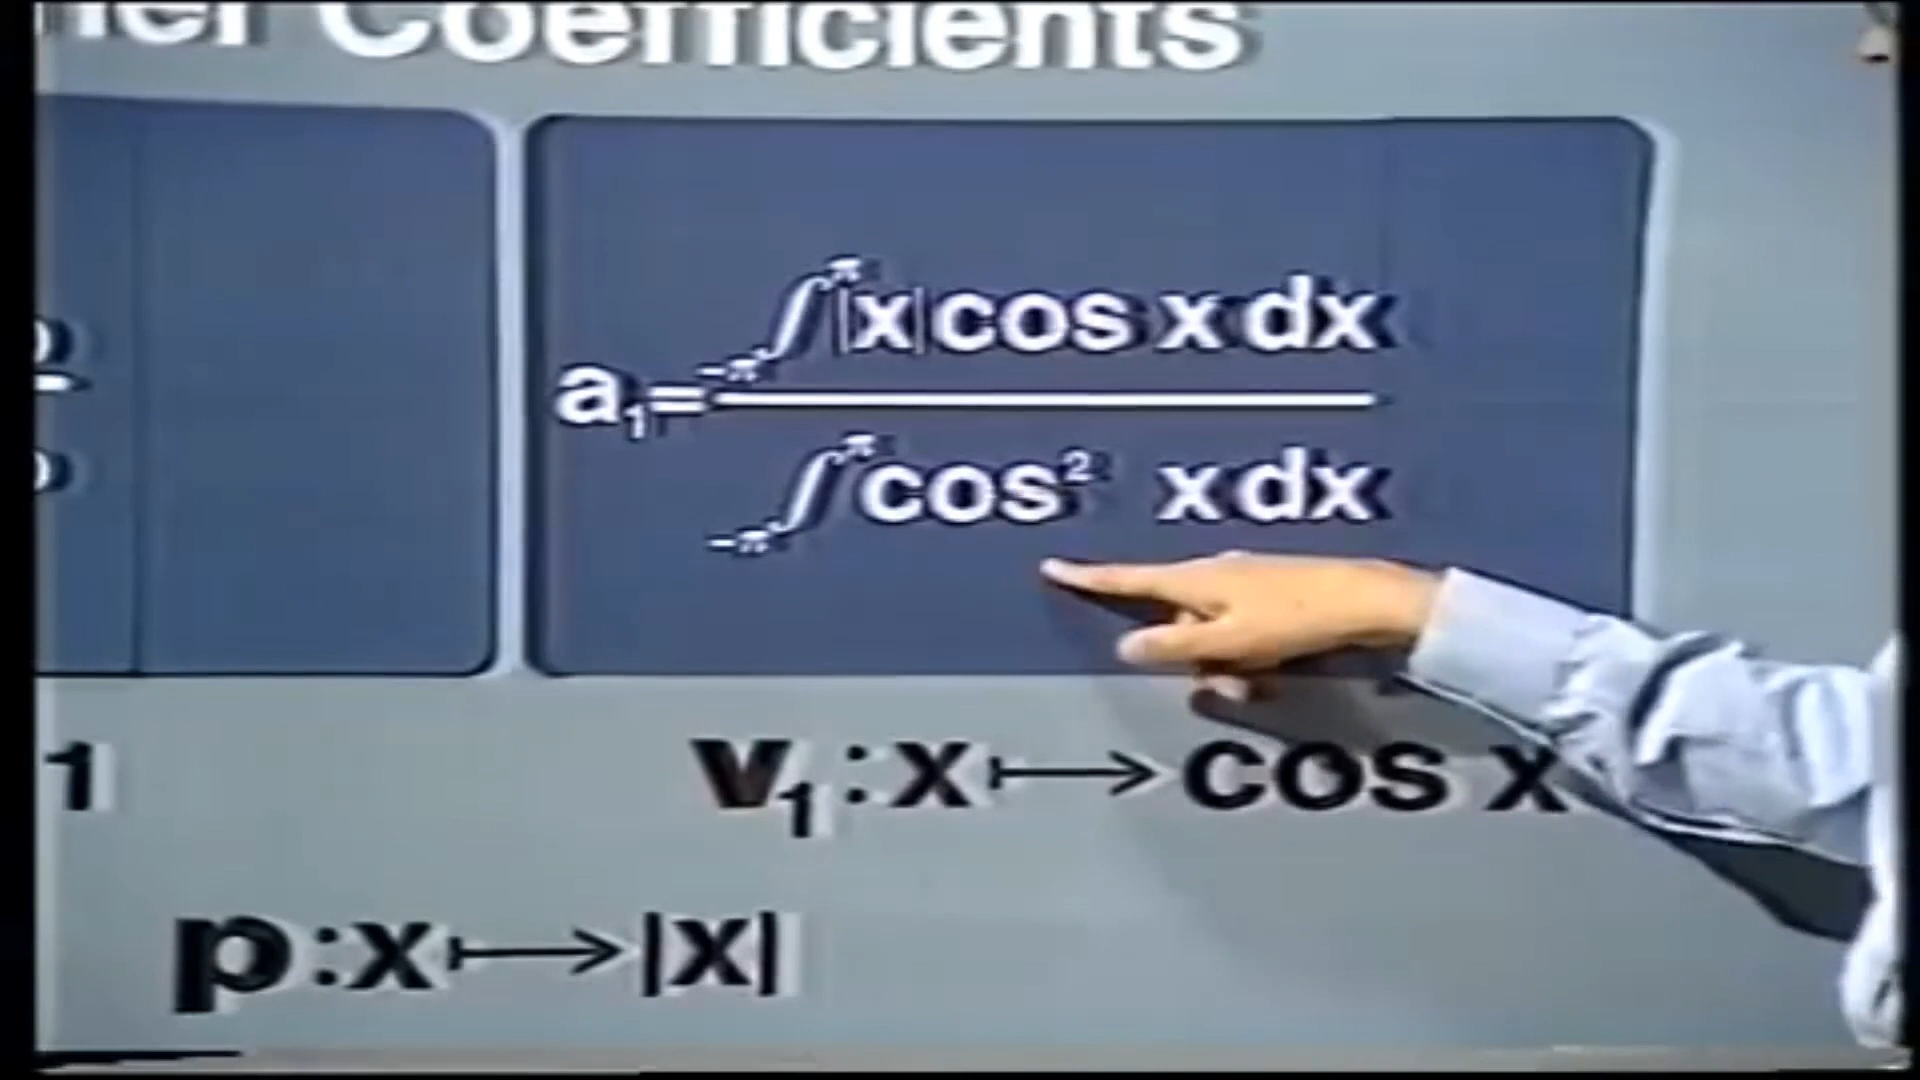 Coefficients
∫|x|cos x dx
-π π
a₁=
∫cos² x dx
-π π
1
v₁:x↦cos x
p:x↦|x|